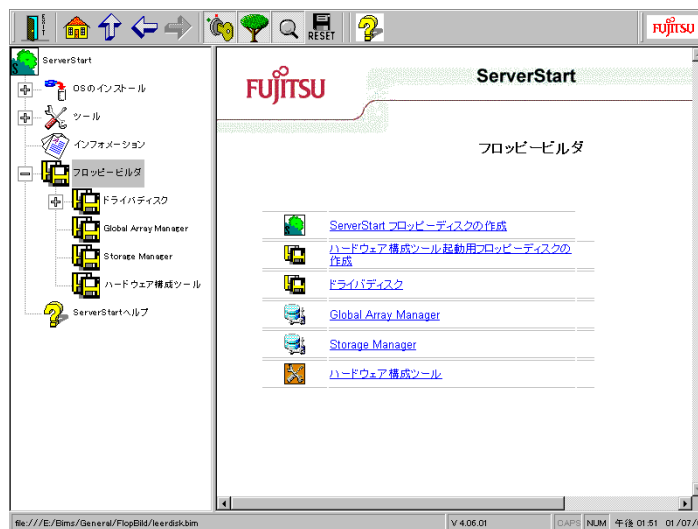 EXIT
RESET
FUJITSU
ServerStart
OSのインストール
ツール
インフォメーション
フロッピービルダ
ドライバディスク
Global Array Manager
Storage Manager
ハードウェア構成ツール
ServerStartヘルプ
FUJITSU
ServerStart
フロッピービルダ
ServerStart フロッピーディスクの作成
ハードウェア構成ツール起動用フロッピーディスクの
作成
ドライバディスク
Global Array Manager
Storage Manager
ハードウェア構成ツール
file:///E:/Bims/General/FlopBild/leerdisk.bim
V 4.06.01
CAPS
NUM
午後 01:51